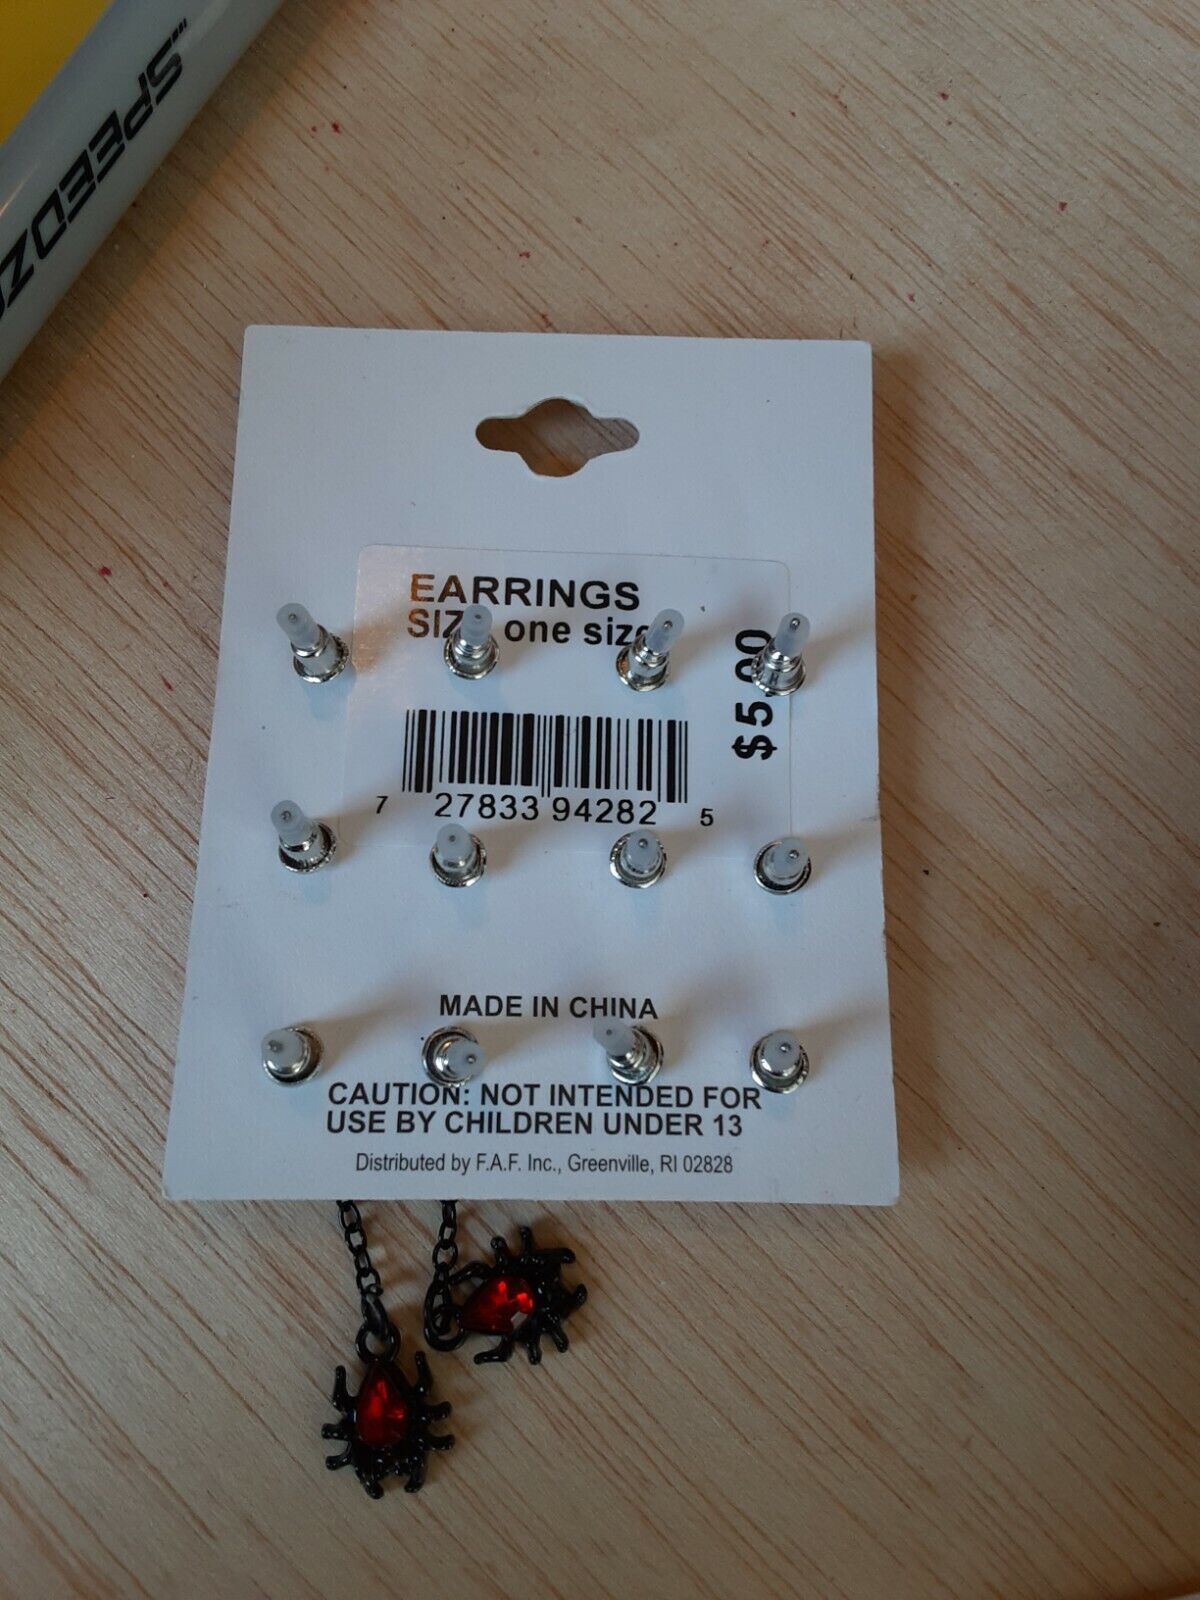 EARRINGS
SIZE one size
$5.00
7 27833 94282 5
MADE IN CHINA
CAUTION: NOT INTENDED FOR
USE BY CHILDREN UNDER 13
Distributed by F.A.F. Inc., Greenville, RI 02828